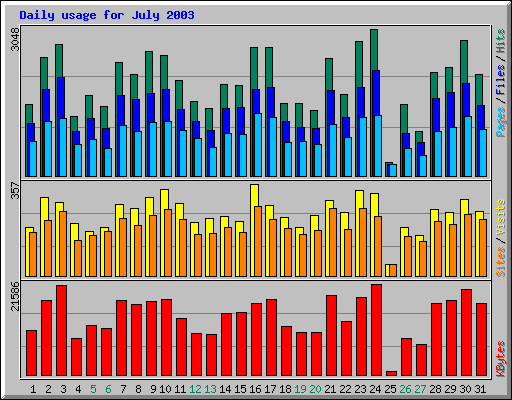 Daily usage for July 2003
3048
Pages / Files / Hits
357
Sites / Visits
21586
KBytes
1 2 3 4 5 6 7 8 9 10 11 12 13 14 15 16 17 18 19 20 21 22 23 24 25 26 27 28 29 30 31